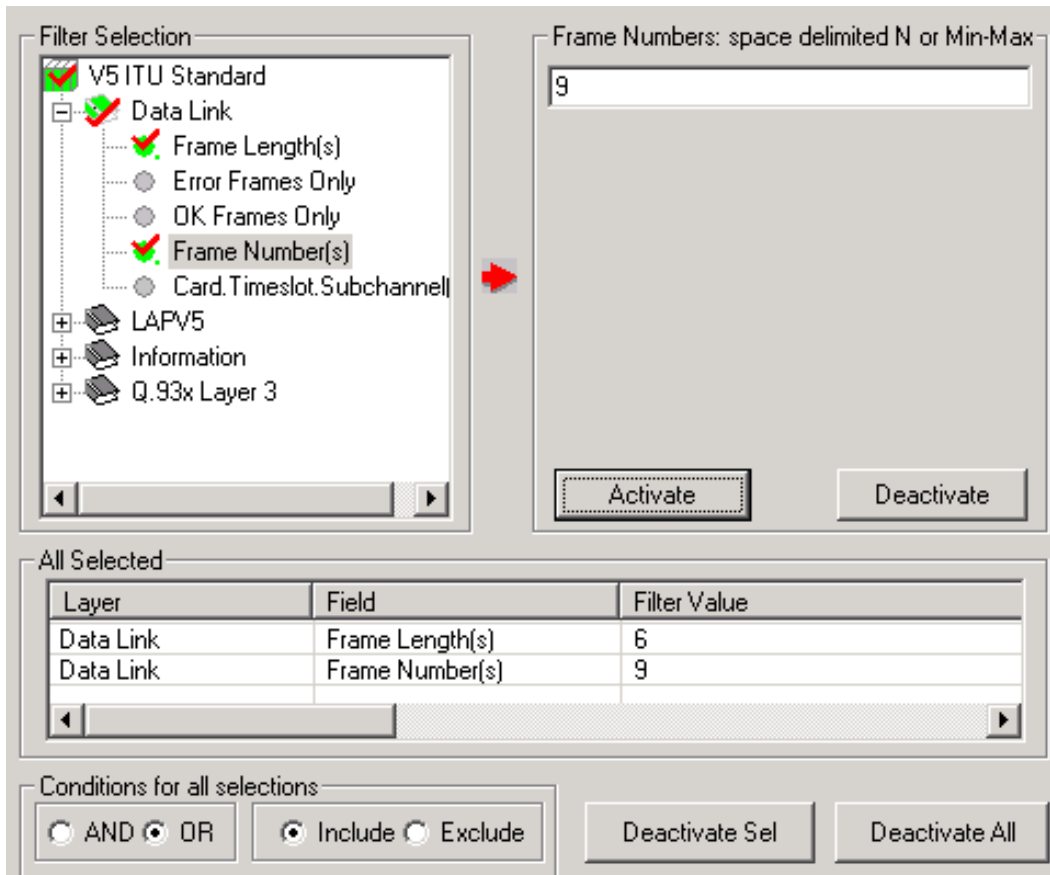 Filter Selection
V5 ITU Standard
Data Link
Frame Length(s)
Error Frames Only
OK Frames Only
Frame Number(s)
Card.Timeslot.Subchannel(
LAPV5
Information
Q.93x Layer 3
Frame Numbers: space delimited N or Min-Max
9
Activate Deactivate
All Selected
Layer Field Filter Value
Data Link Frame Length(s) 6
Data Link Frame Number(s) 9
Conditions for all selections
AND OR Include Exclude Deactivate Sel Deactivate All